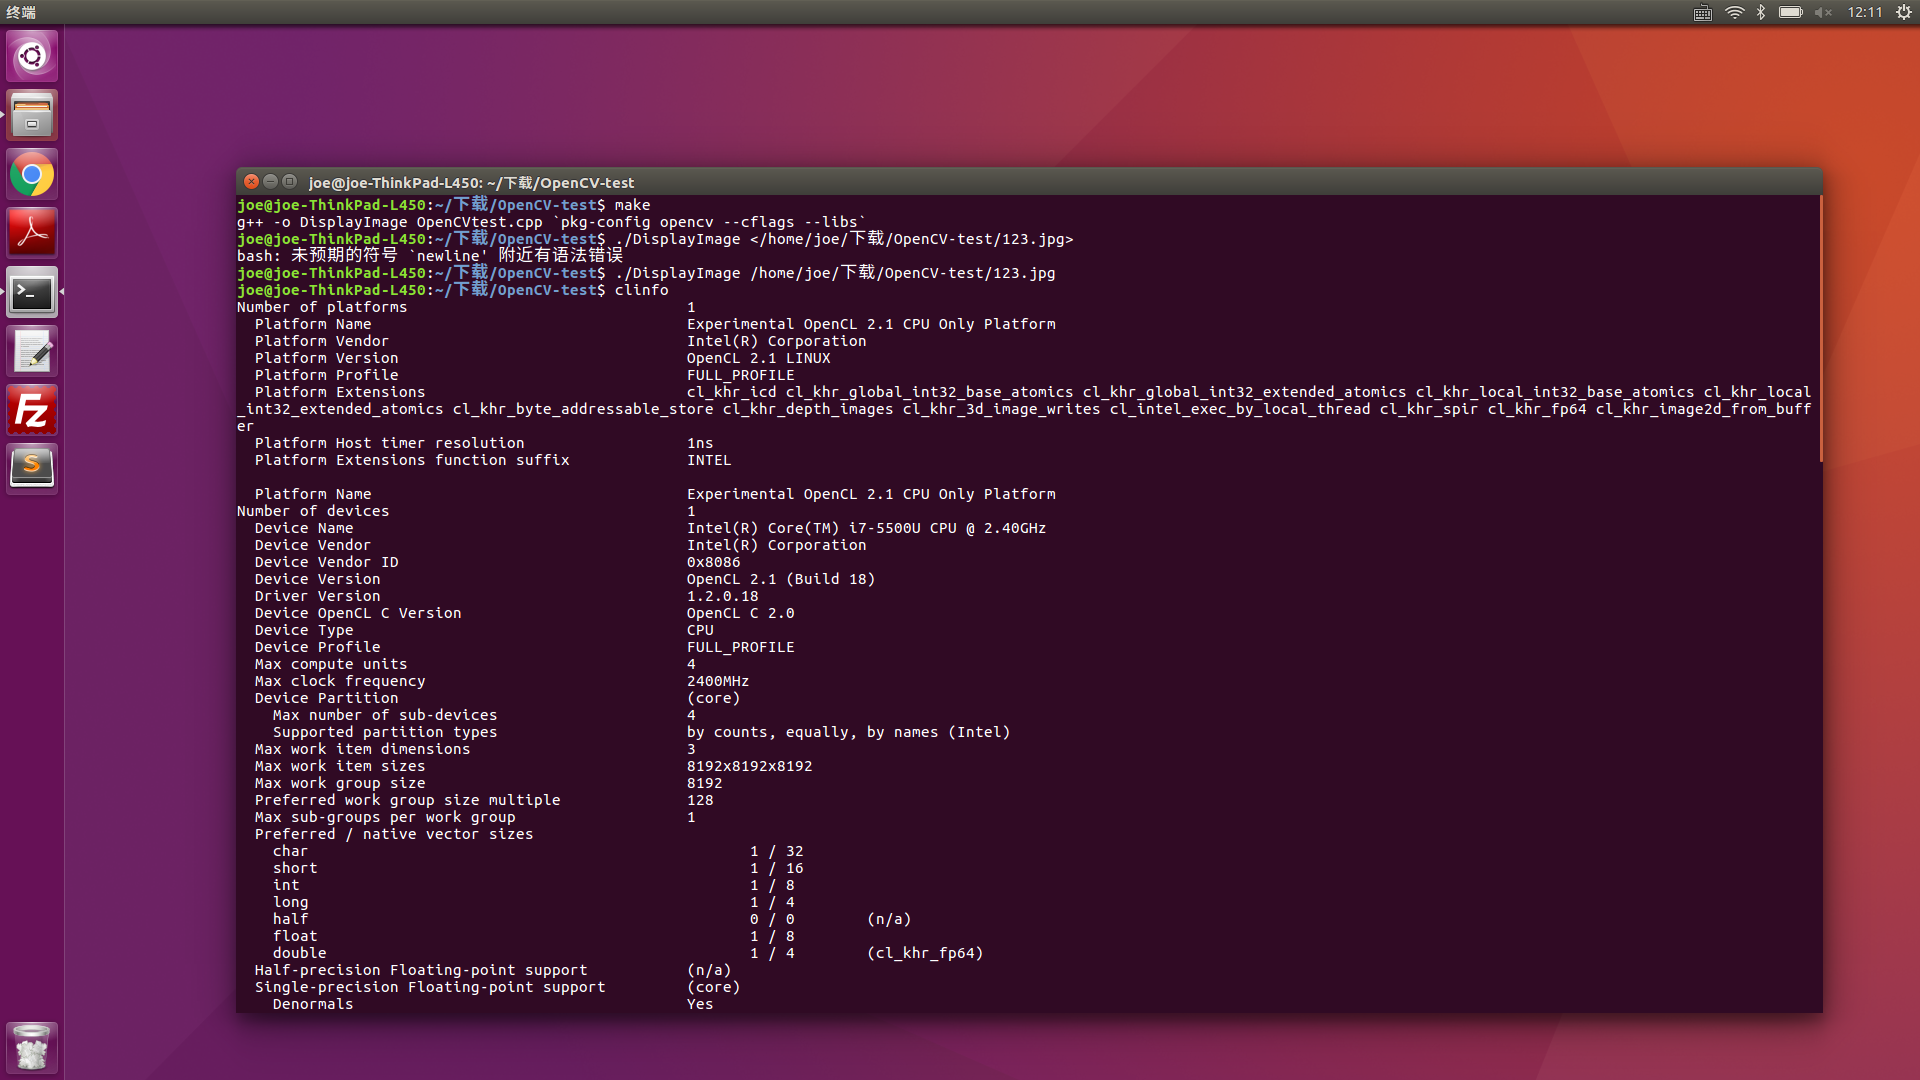 终端
12:11
joe@joe-ThinkPad-L450: ~/下载/OpenCV-test
joe@joe-ThinkPad-L450:~/下载/OpenCV-test$ make
g++ -o DisplayImage OpenCVtest.cpp `pkg-config opencv --cflags --libs`
joe@joe-ThinkPad-L450:~/下载/OpenCV-test$ ./DisplayImage </home/joe/下载/OpenCV-test/123.jpg>
bash: 未预期的符号 `newline' 附近有语法错误
joe@joe-ThinkPad-L450:~/下载/OpenCV-test$ ./DisplayImage /home/joe/下载/OpenCV-test/123.jpg
joe@joe-ThinkPad-L450:~/下载/OpenCV-test$ clinfo
Number of platforms 1
Platform Name Experimental OpenCL 2.1 CPU Only Platform
Platform Vendor Intel(R) Corporation
Platform Version OpenCL 2.1 LINUX
Platform Profile FULL_PROFILE
Platform Extensions cl_khr_icd cl_khr_global_int32_base_atomics cl_khr_global_int32_extended_atomics cl_khr_local_int32_base_atomics cl_khr_local
_int32_extended_atomics cl_khr_byte_addressable_store cl_khr_depth_images cl_khr_3d_image_writes cl_intel_exec_by_local_thread cl_khr_spir cl_khr_fp64 cl_khr_image2d_from_buff
er
Platform Host timer resolution 1ns
Platform Extensions function suffix INTEL
Platform Name Experimental OpenCL 2.1 CPU Only Platform
Number of devices 1
Device Name Intel(R) Core(TM) i7-5500U CPU @ 2.40GHz
Device Vendor Intel(R) Corporation
Device Vendor ID 0x8086
Device Version OpenCL 2.1 (Build 18)
Driver Version 1.2.0.18
Device OpenCL C Version OpenCL C 2.0
Device Type CPU
Device Profile FULL_PROFILE
Max compute units 4
Max clock frequency 2400MHz
Device Partition (core)
Max number of sub-devices 4
Supported partition types by counts, equally, by names (Intel)
Max work item dimensions 3
Max work item sizes 8192x8192x8192
Max work group size 8192
Preferred work group size multiple 128
Max sub-groups per work group 1
Preferred / native vector sizes
char 1 / 32
short 1 / 16
int 1 / 8
long 1 / 4
half 0 / 0 (n/a)
float 1 / 8
double 1 / 4 (cl_khr_fp64)
Half-precision Floating-point support (n/a)
Single-precision Floating-point support (core)
Denormals Yes